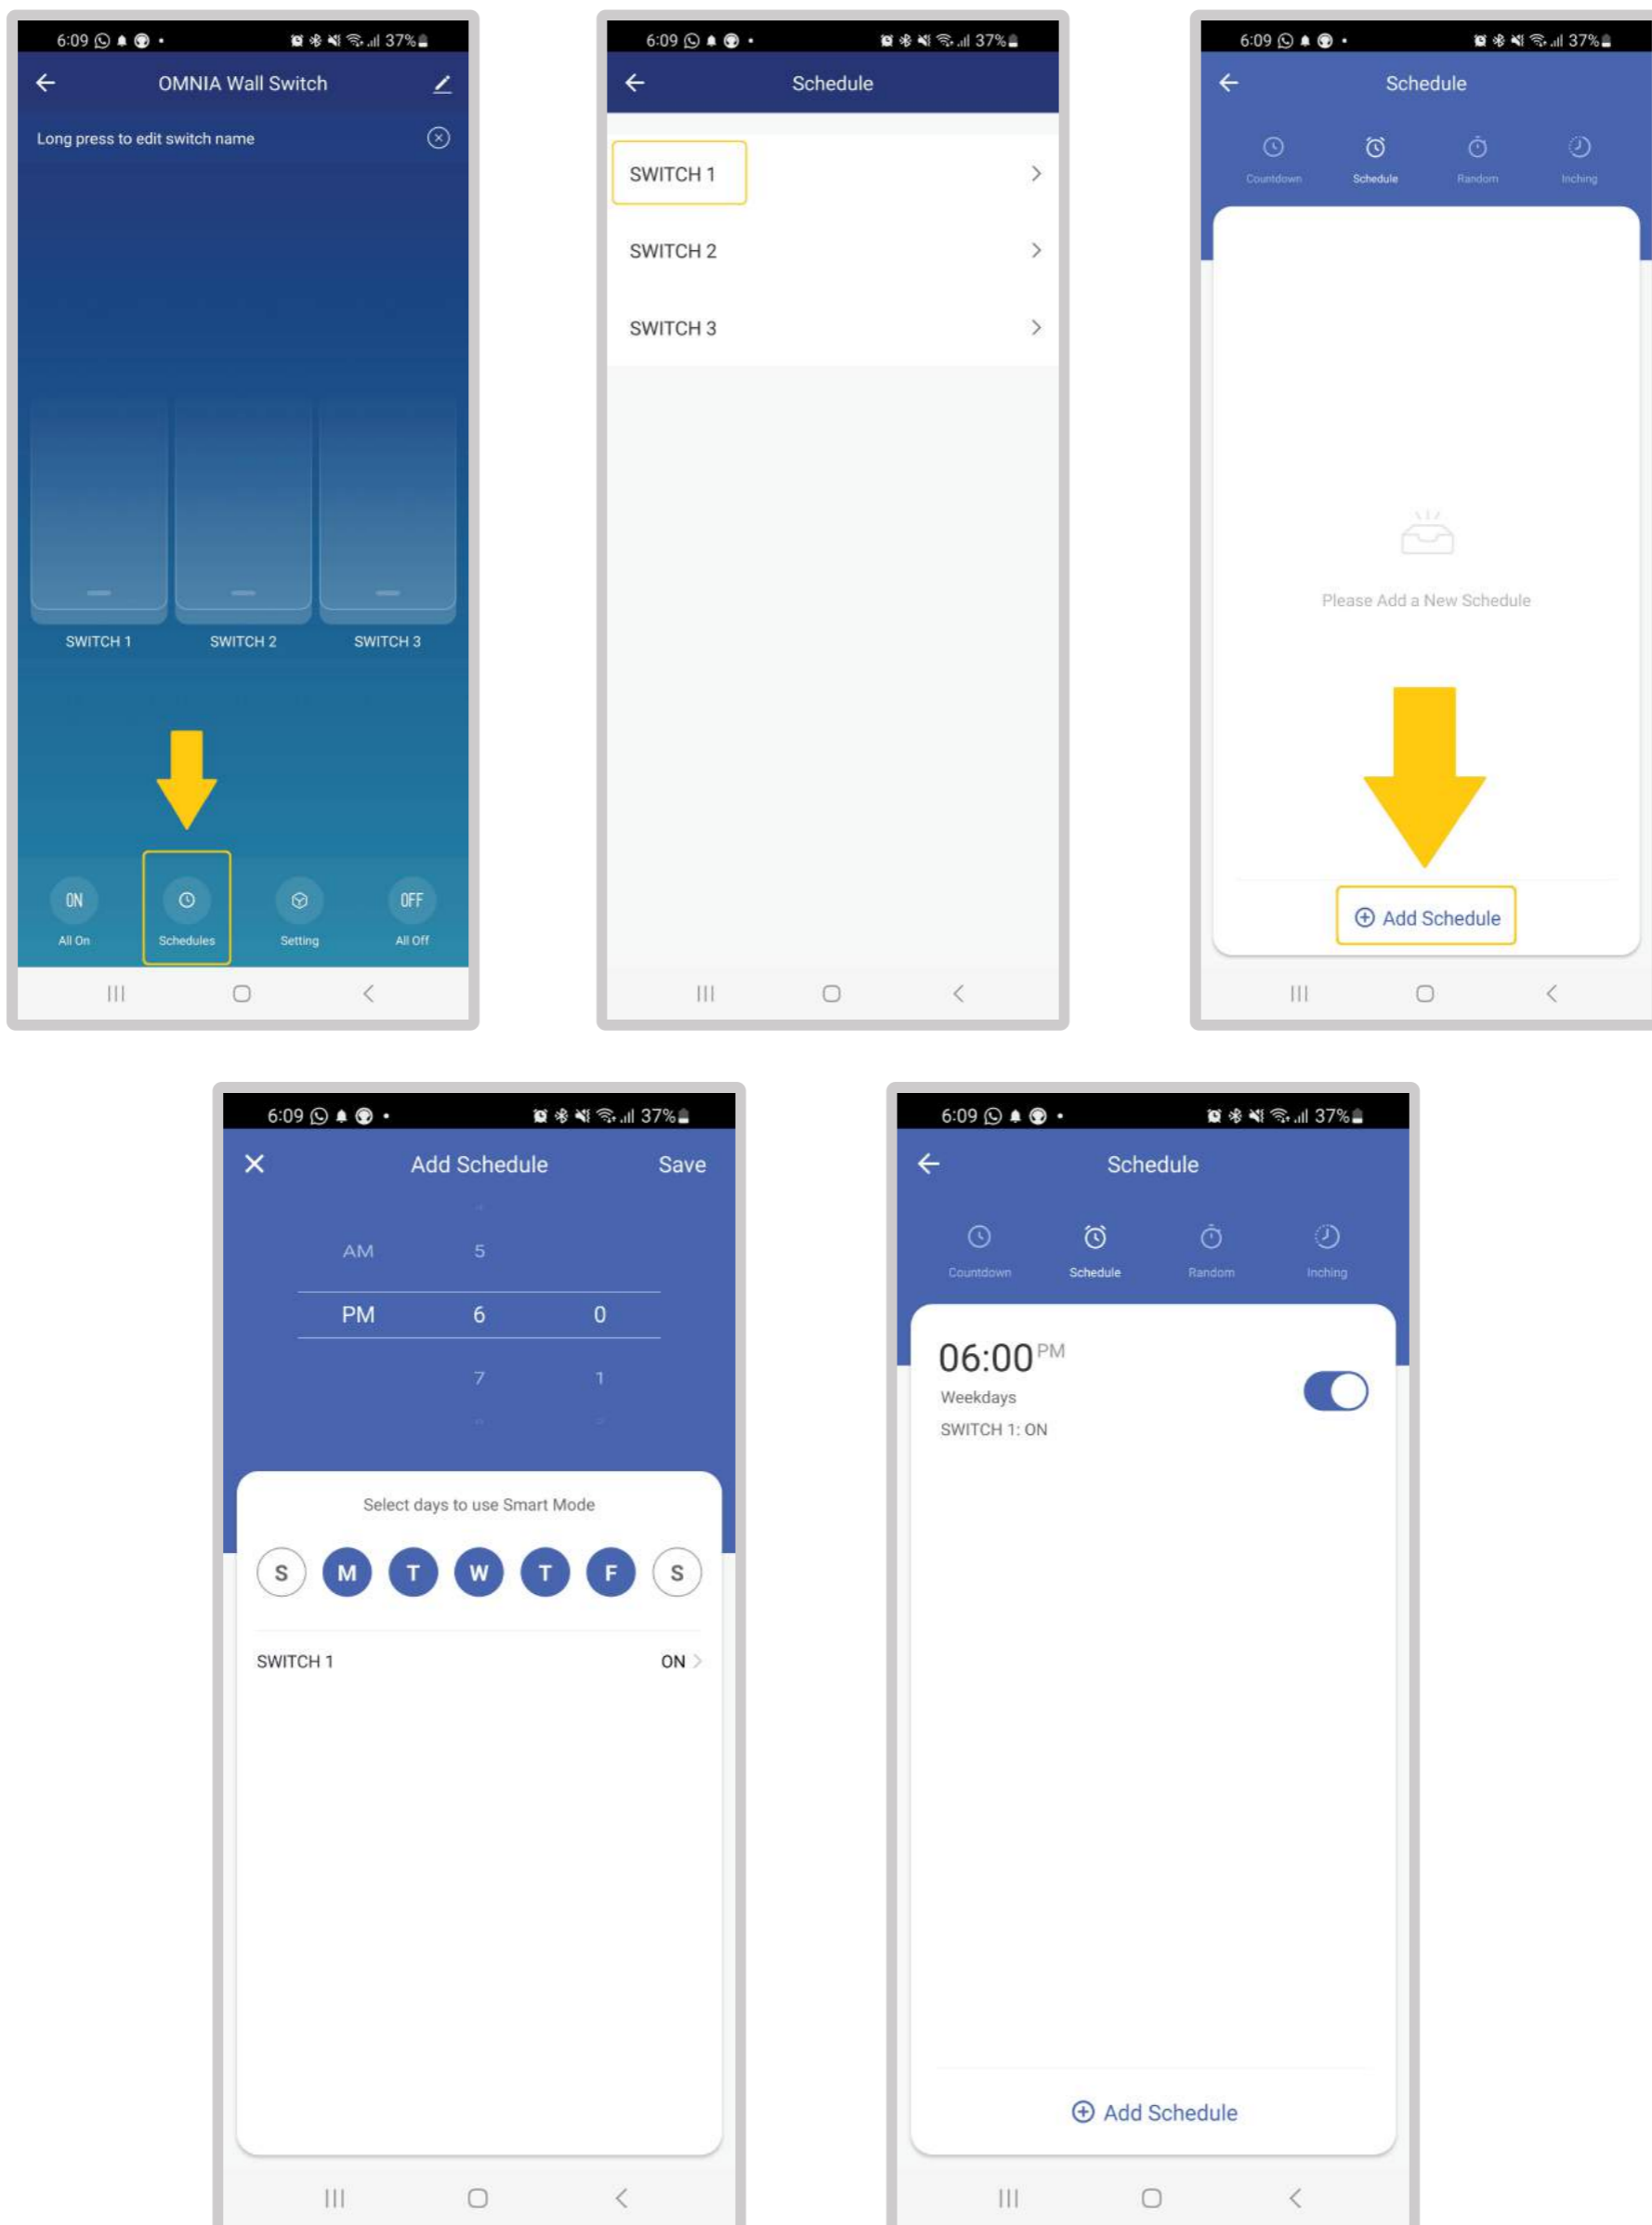 6:09 37%
OMNIA Wall Switch
Long press to edit switch name
SWITCH 1 SWITCH 2 SWITCH 3
ON OFF
All On Schedules Setting All Off
6:09 37%
Schedule
SWITCH 1
SWITCH 2
SWITCH 3
6:09 37%
Schedule
Countdown Schedule Random Inching
Please Add a New Schedule
Add Schedule
6:09 37%
Add Schedule Save
AM 5
PM 6 0
7 1
Select days to use Smart Mode
S M T W T F S
SWITCH 1 ON
6:09 37%
Schedule
Countdown Schedule Random Inching
06:00 PM
Weekdays
SWITCH 1: ON
Add Schedule